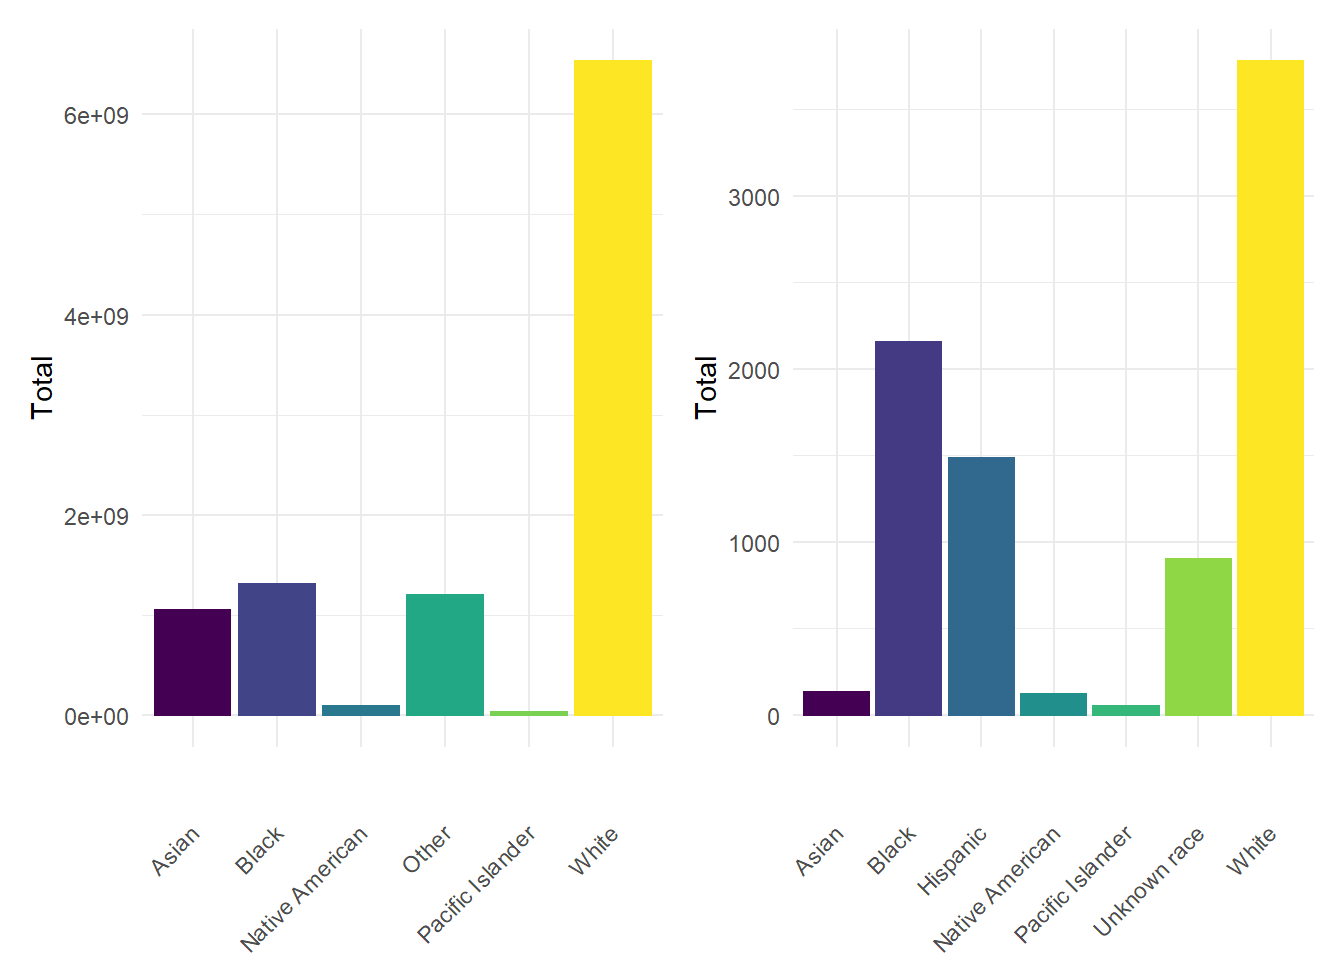 Total
6e+09
4e+09
2e+09
0e+00
Asian
Black
Native American
Other
Pacific Islander
White
Total
3000
2000
1000
0
Asian
Black
Hispanic
Native American
Pacific Islander
Unknown race
White